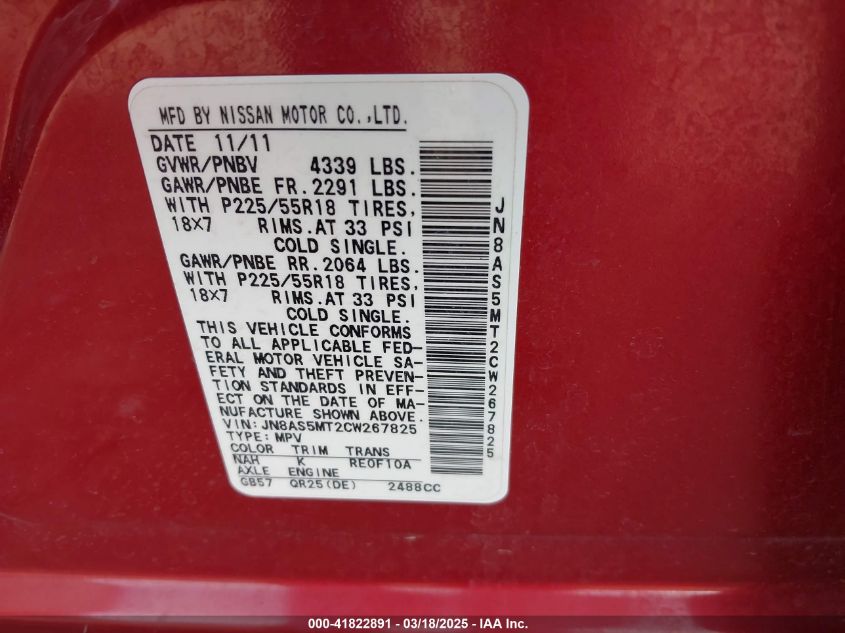 MFD BY NISSAN MOTOR CO.,LTD.
DATE 11/11
GVWR/PNBV 4339 LBS.
GAWR/PNBE FR.2291 LBS.
WITH P225/55R18 TIRES,
18X7 RIMS.AT 33 PSI
COLD SINGLE.
GAWR/PNBE RR.2064 LBS.
WITH P225/55R18 TIRES,
18X7 RIMS.AT 33 PSI
COLD SINGLE.
THIS VEHICLE CONFORMS
TO ALL APPLICABLE FED-
ERAL MOTOR VEHICLE SA-
FETY AND THEFT PREVEN-
TION STANDARDS IN EFF-
ECT ON THE DATE OF MA-
NUFACTURE SHOWN ABOVE.
VIN: JN8AS5MT2CW267825
TYPE: MPV
COLOR TRIM TRANS
NAH K RE0F10A
AXLE ENGINE
GB57 QR25(DE) 2488CC
JN8AS5MT2CW267825
000-41822891 / 03/18/2025 - IAA Inc.